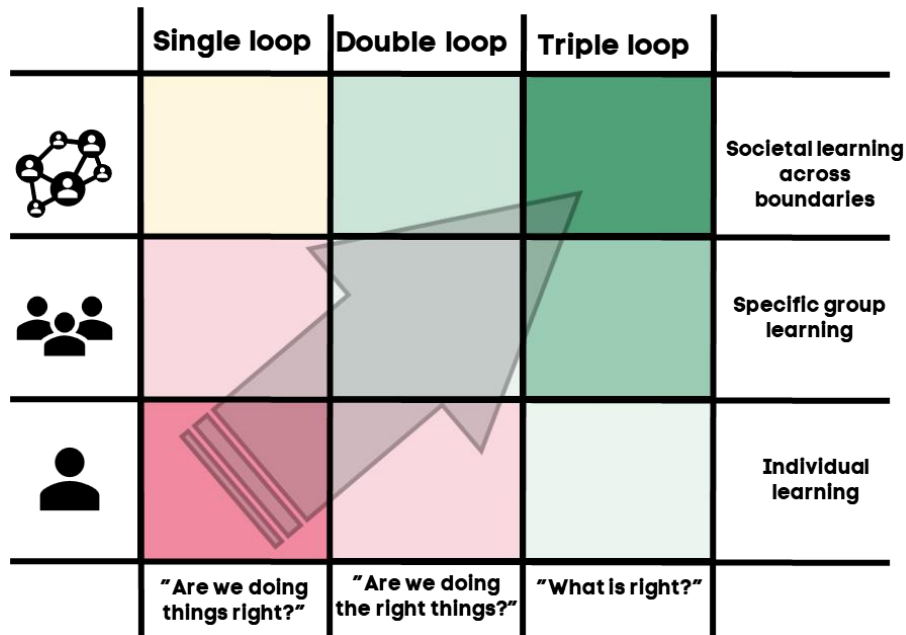 Single loop
Double loop
Triple loop
Societal learning
across
boundaries
Specific group
learning
Individual
learning
"Are we doing
things right?"
"Are we doing
the right things?"
"What is right?"